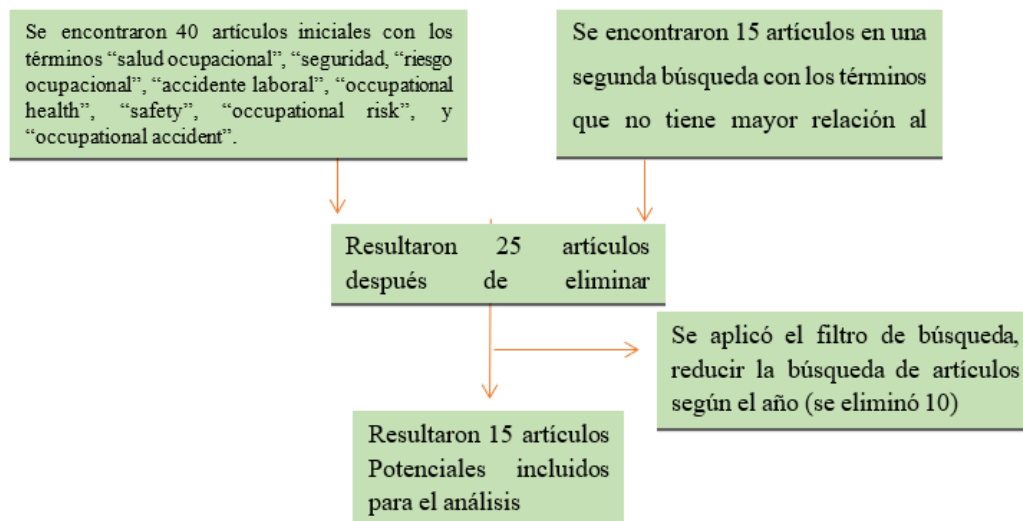 Se encontraron 40 artículos iniciales con los
términos “salud ocupacional”, “seguridad, “riesgo
ocupacional”, “accidente laboral”, “occupational
health”, “safety”, “occupational risk”, y
“occupational accident”.
Se encontraron 15 artículos en una
segunda búsqueda con los términos
que no tiene mayor relación al
Resultaron 25 artículos
después de eliminar
Se aplicó el filtro de búsqueda,
reducir la búsqueda de artículos
según el año (se eliminó 10)
Resultaron 15 artículos
Potenciales incluidos
para el análisis